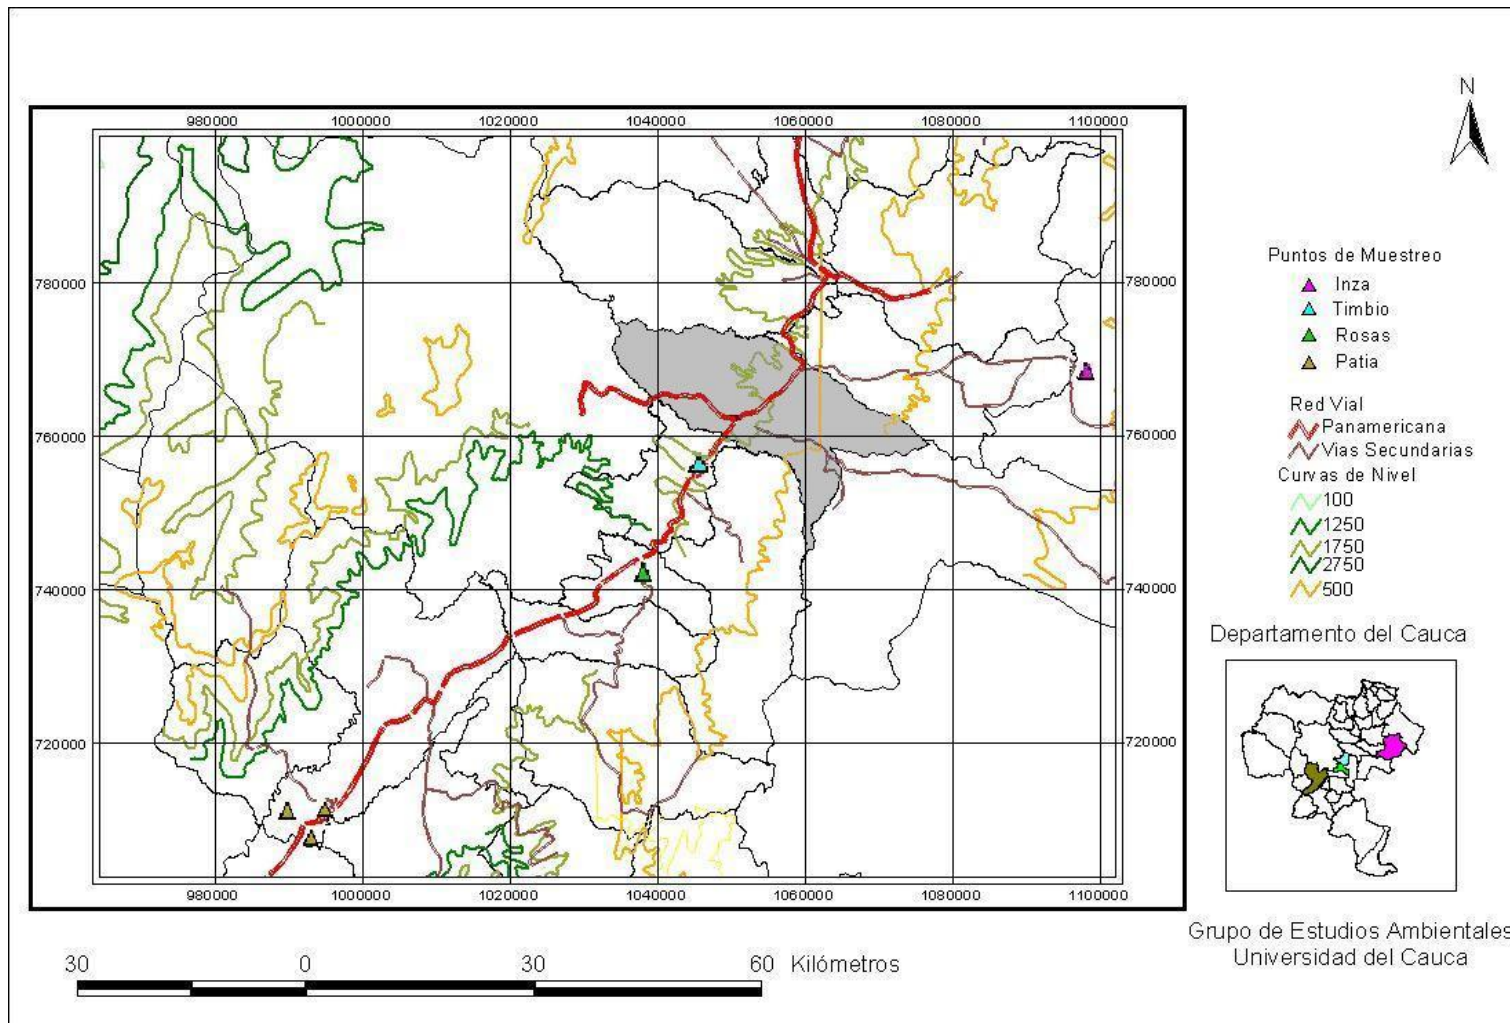 N
980000 1000000 1020000 1040000 1060000 1080000 1100000
780000 780000
760000 760000
740000 740000
720000 720000
980000 1000000 1020000 1040000 1060000 1080000 1100000
30 0 30 60 Kilómetros
Puntos de Muestreo
Inza
Timbio
Rosas
Patia
Red Vial
Panamericana
Vias Secundarias
Curvas de Nivel
100
1250
1750
2750
500
Departamento del Cauca
Grupo de Estudios Ambientales
Universidad del Cauca